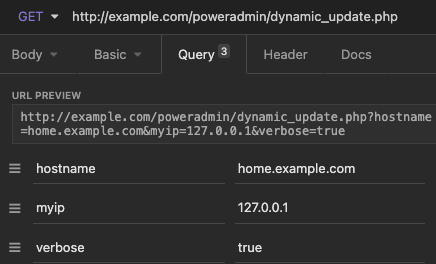 GET http://example.com/poweradmin/dynamic_update.php
Body Basic Query 3 Header Docs
URL PREVIEW
http://example.com/poweradmin/dynamic_update.php?hostname
=home.example.com&myip=127.0.0.1&verbose=true
hostname home.example.com
myip 127.0.0.1
verbose true